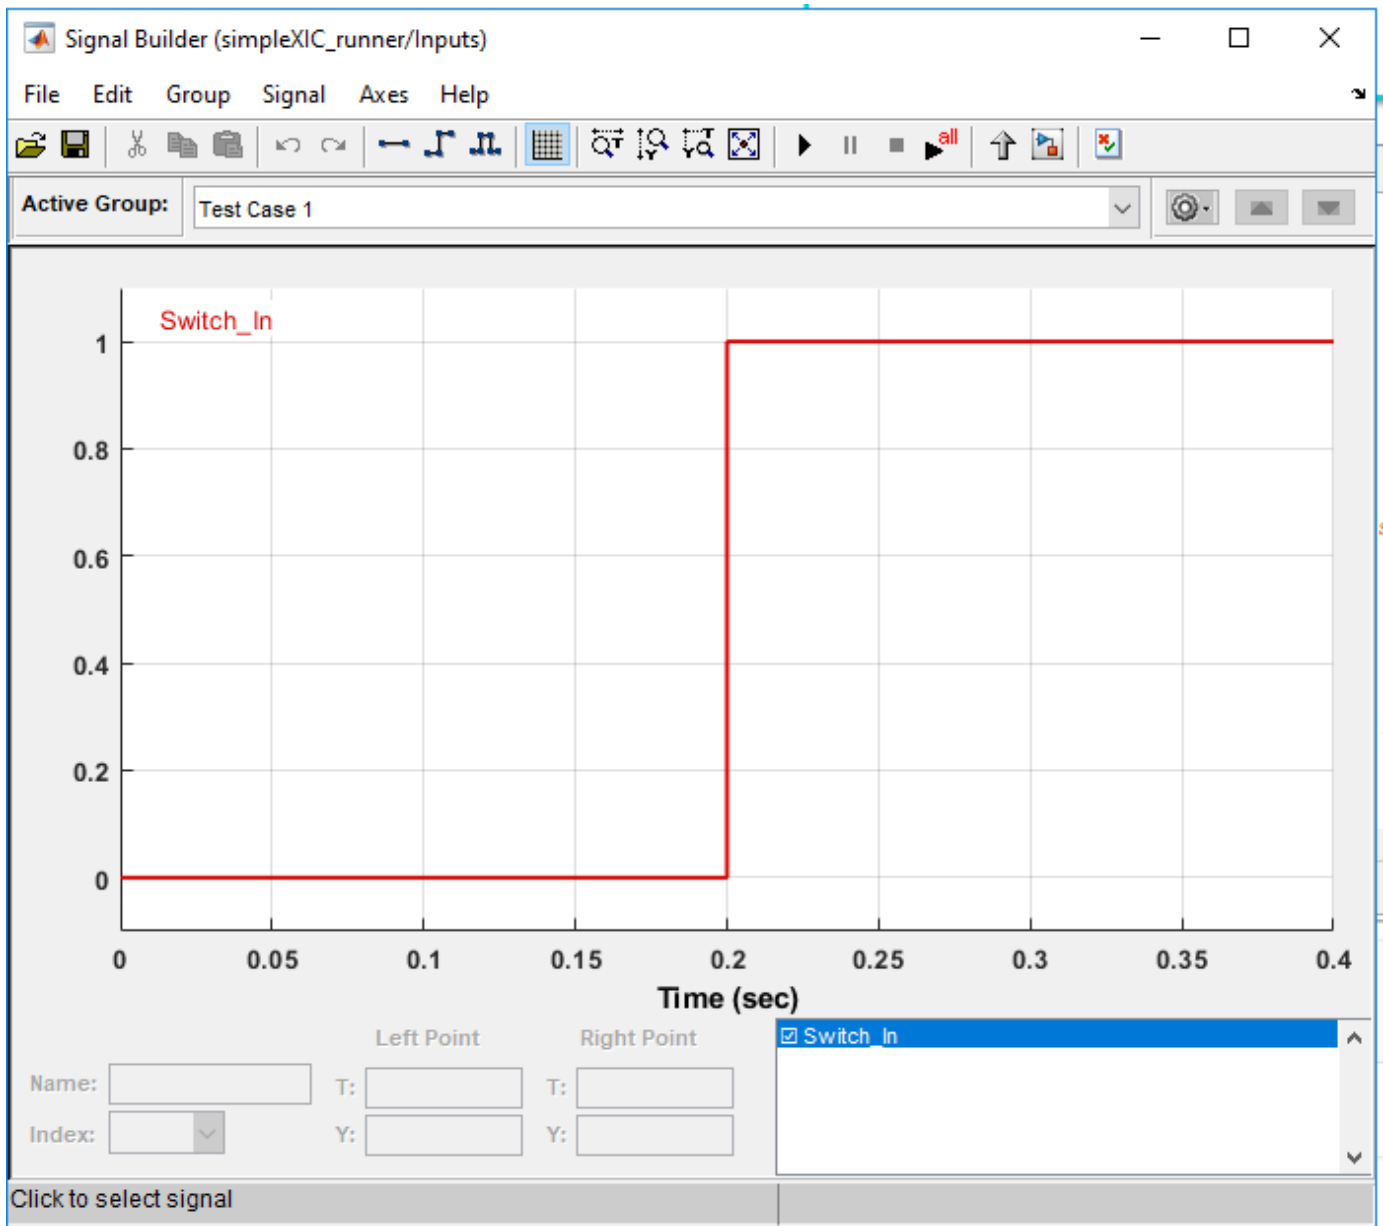 Signal Builder (simpleXIC_runner/Inputs)
File Edit Group Signal Axes Help
all
Active Group: Test Case 1
Switch_In
1
0.8
0.6
0.4
0.2
0
0 0.05 0.1 0.15 0.2 0.25 0.3 0.35 0.4
Time (sec)
Left Point Right Point Switch_In
Name: T: T:
Index: Y: Y:
Click to select signal